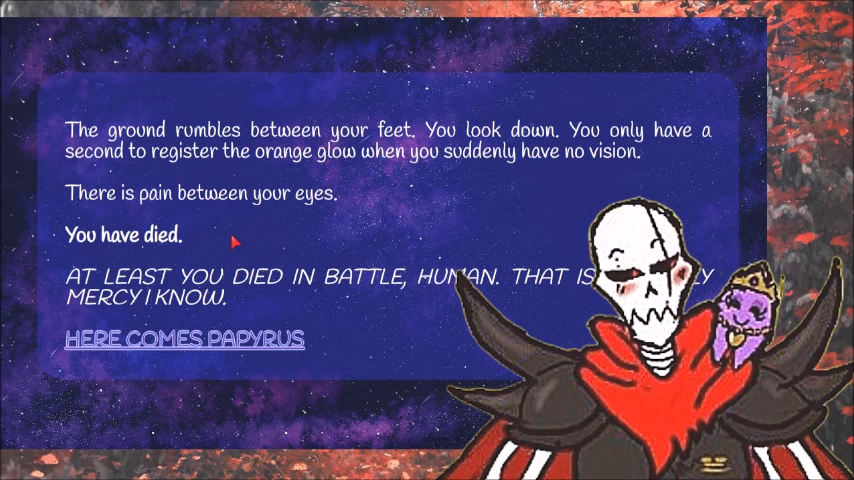 The ground rumbles between your feet. You look down. You only have a
second to register the orange glow when you suddenly have no vision.
There is pain between your eyes.
You have died.
AT LEAST YOU DIED IN BATTLE, HUMAN. THAT IS
MERCY I KNOW.
HERE COMES PAPYRUS